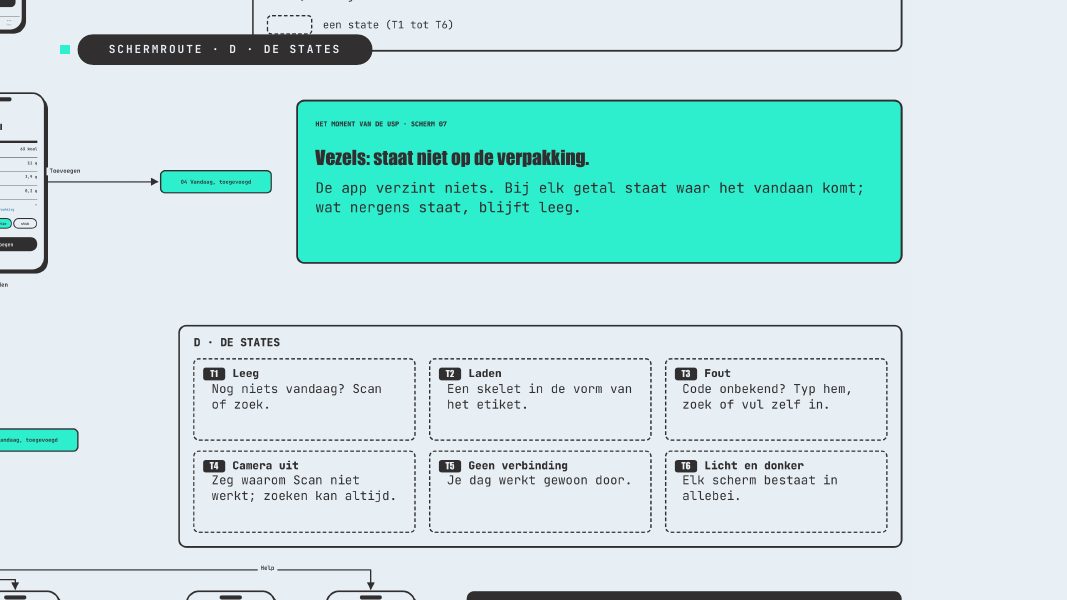 een state (T1 tot T6)
SCHERMROUTE · D · DE STATES
HET MOMENT VAN DE USP · SCHERM 07
Vezels: staat niet op de verpakking.
De app verzint niets. Bij elk getal staat waar het vandaan komt;
wat nergens staat, blijft leeg.
Toevoegen
04 Vandaag, toegevoegd
D · DE STATES
T1 Leeg
Nog niets vandaag? Scan
of zoek.
T2 Laden
Een skelet in de vorm van
het etiket.
T3 Fout
Code onbekend? Typ hem,
zoek of vul zelf in.
T4 Camera uit
Zeg waarom Scan niet
werkt; zoeken kan altijd.
T5 Geen verbinding
Je dag werkt gewoon door.
T6 Licht en donker
Elk scherm bestaat in
allebei.
toegevoegd
Help